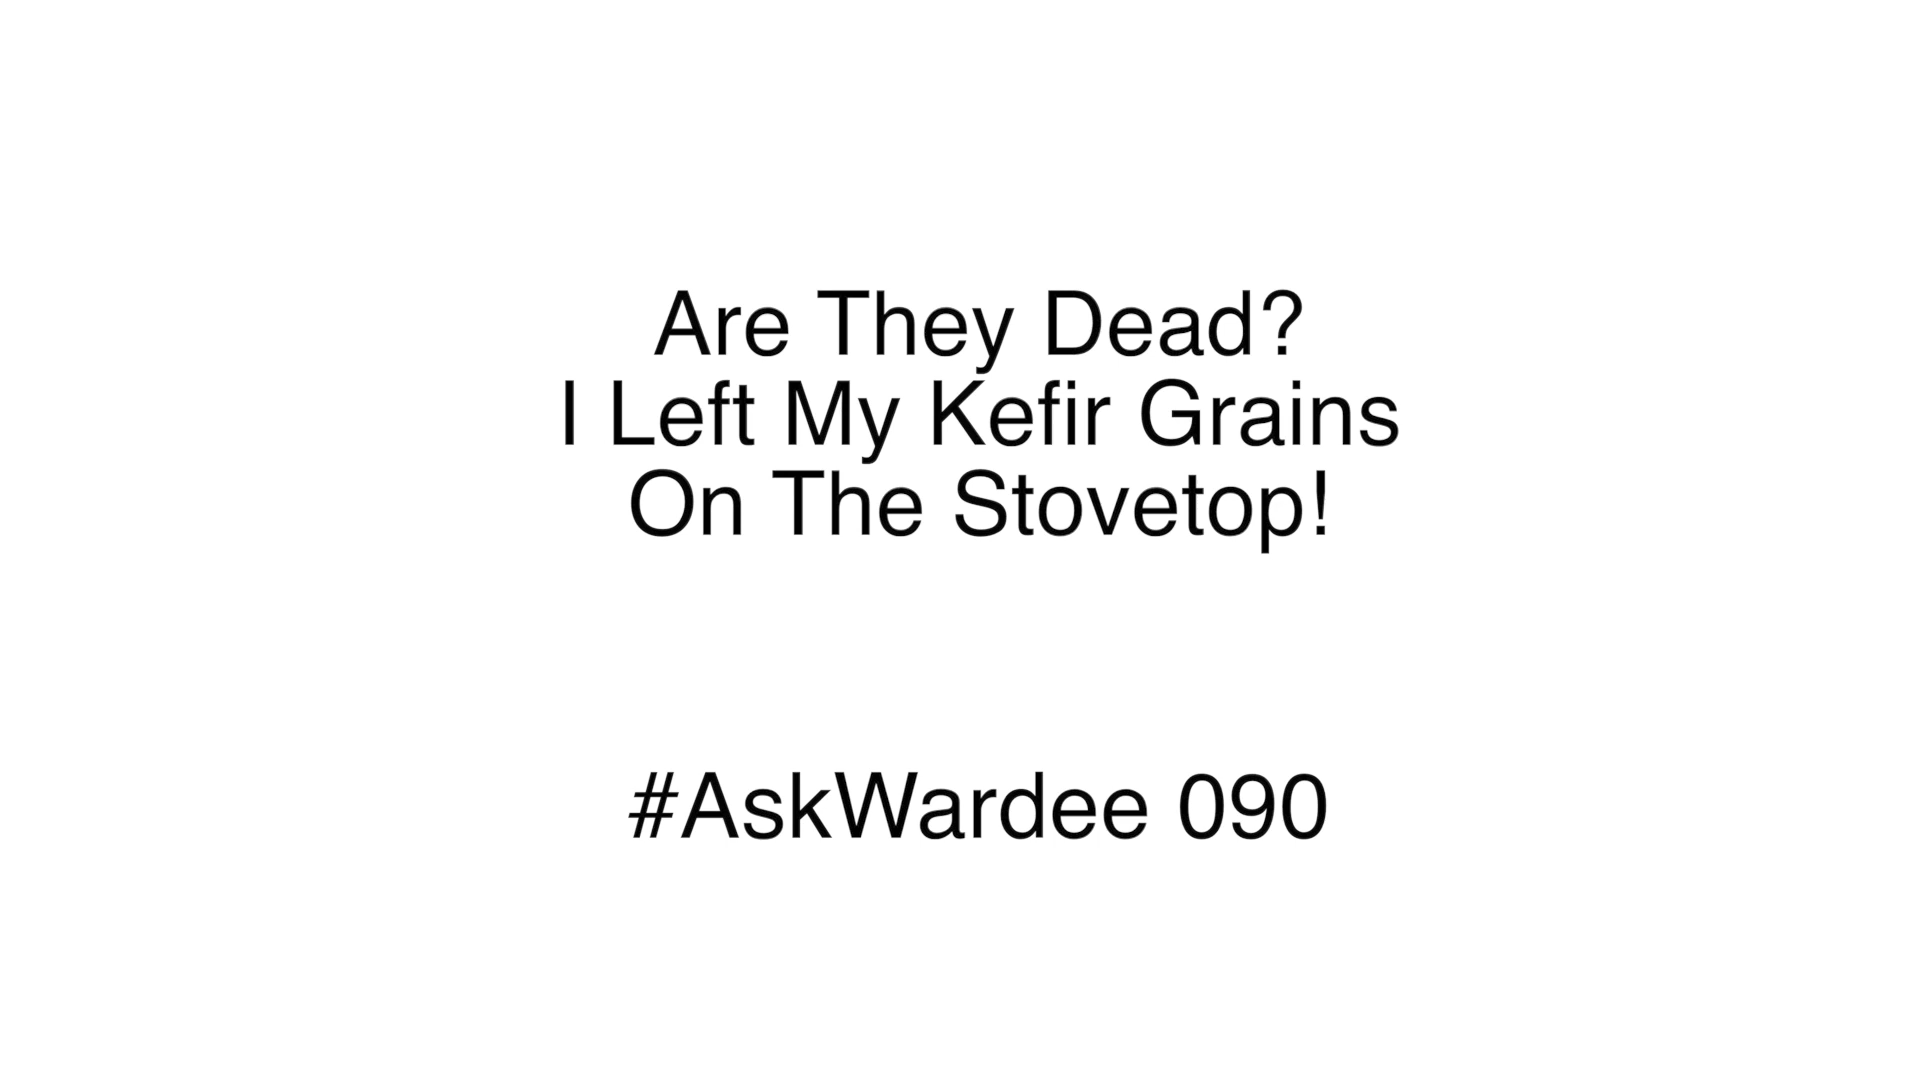 Are They Dead?
I Left My Kefir Grains
On The Stovetop!
#AskWardee 090